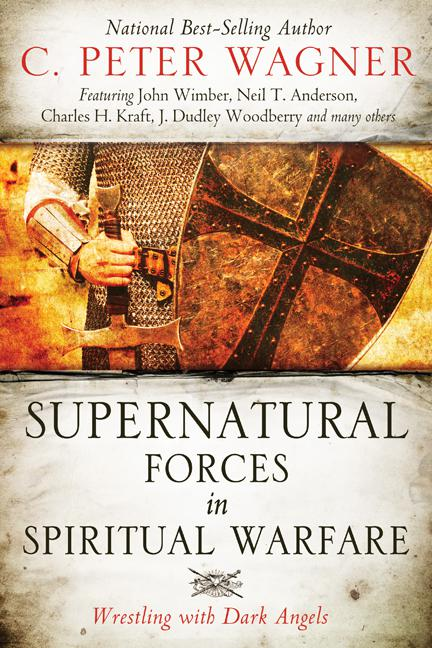 National Best-Selling Author
C. PETER WAGNER
Featuring John Wimber, Neil T. Anderson,
Charles H. Kraft, J. Dudley Woodberry and many others
SUPERNATURAL
FORCES
in
SPIRITUAL WARFARE
Wrestling with Dark Angels